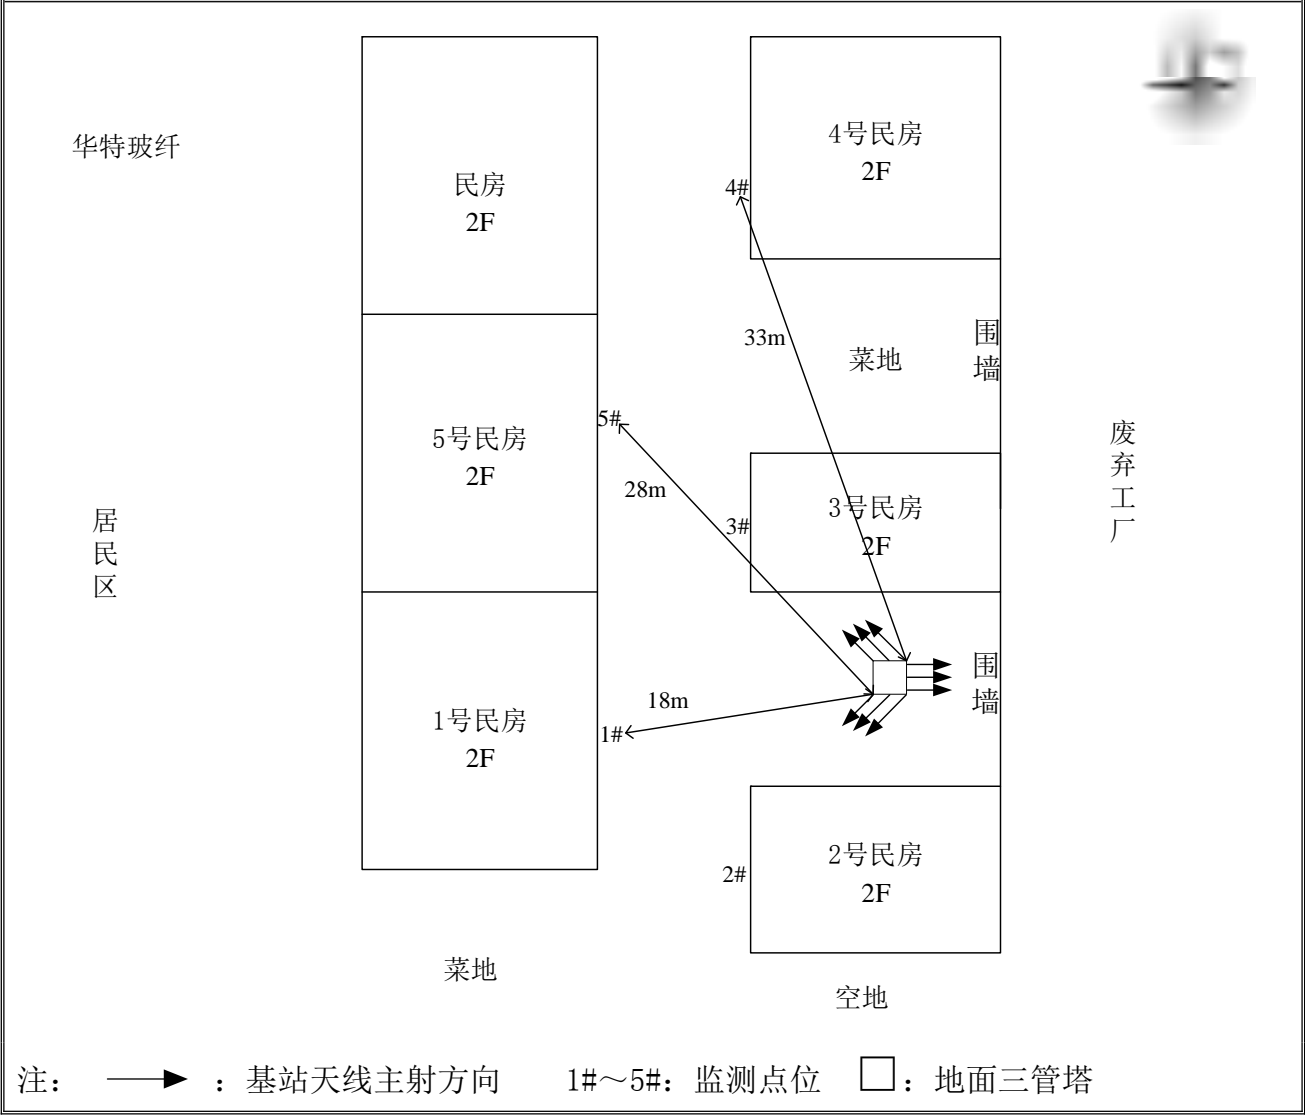 华特玻纤
民房
2F
4号民房
2F
4#
33m
菜地
围墙
5#
5号民房
2F
28m
3#
3号民房
2F
废弃工厂
居民区
围墙
18m
1#
1号民房
2F
2#
2号民房
2F
菜地
空地
注： ：基站天线主射方向 1#～5#：监测点位 ：地面三管塔